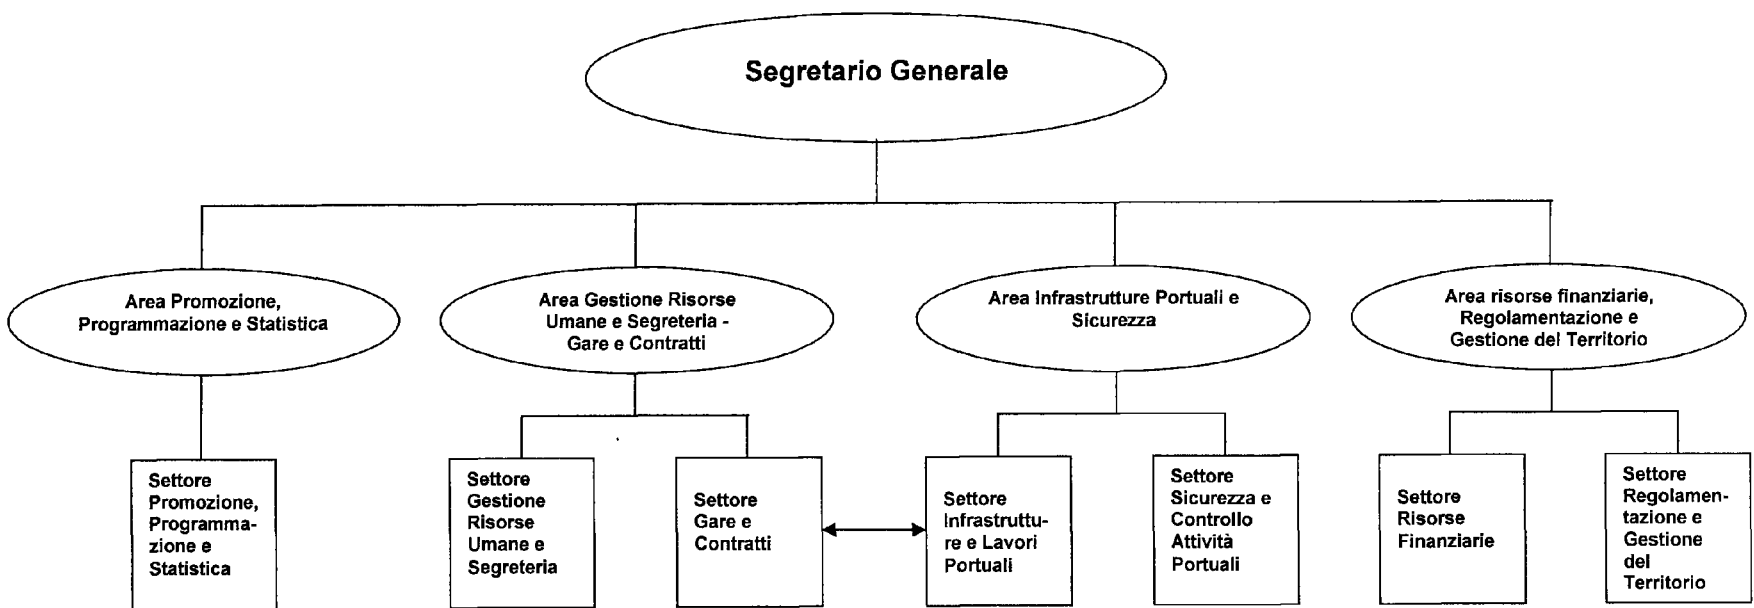 Segretario Generale
Area Promozione,
Programmazione e Statistica
Area Gestione Risorse
Umane e Segreteria -
Gare e Contratti
Area Infrastrutture Portuali e
Sicurezza
Area risorse finanziarie,
Regolamentazione e
Gestione del Territorio
Settore
Promozione,
Programma-
zione e
Statistica
Settore
Gestione
Risorse
Umane e
Segreteria
Settore
Gare e
Contratti
Settore
Infrastruttu-
re e Lavori
Portuali
Settore
Sicurezza e
Controllo
Attività
Portuali
Settore
Risorse
Finanziarie
Settore
Regolamen-
tazione e
Gestione
del
Territorio